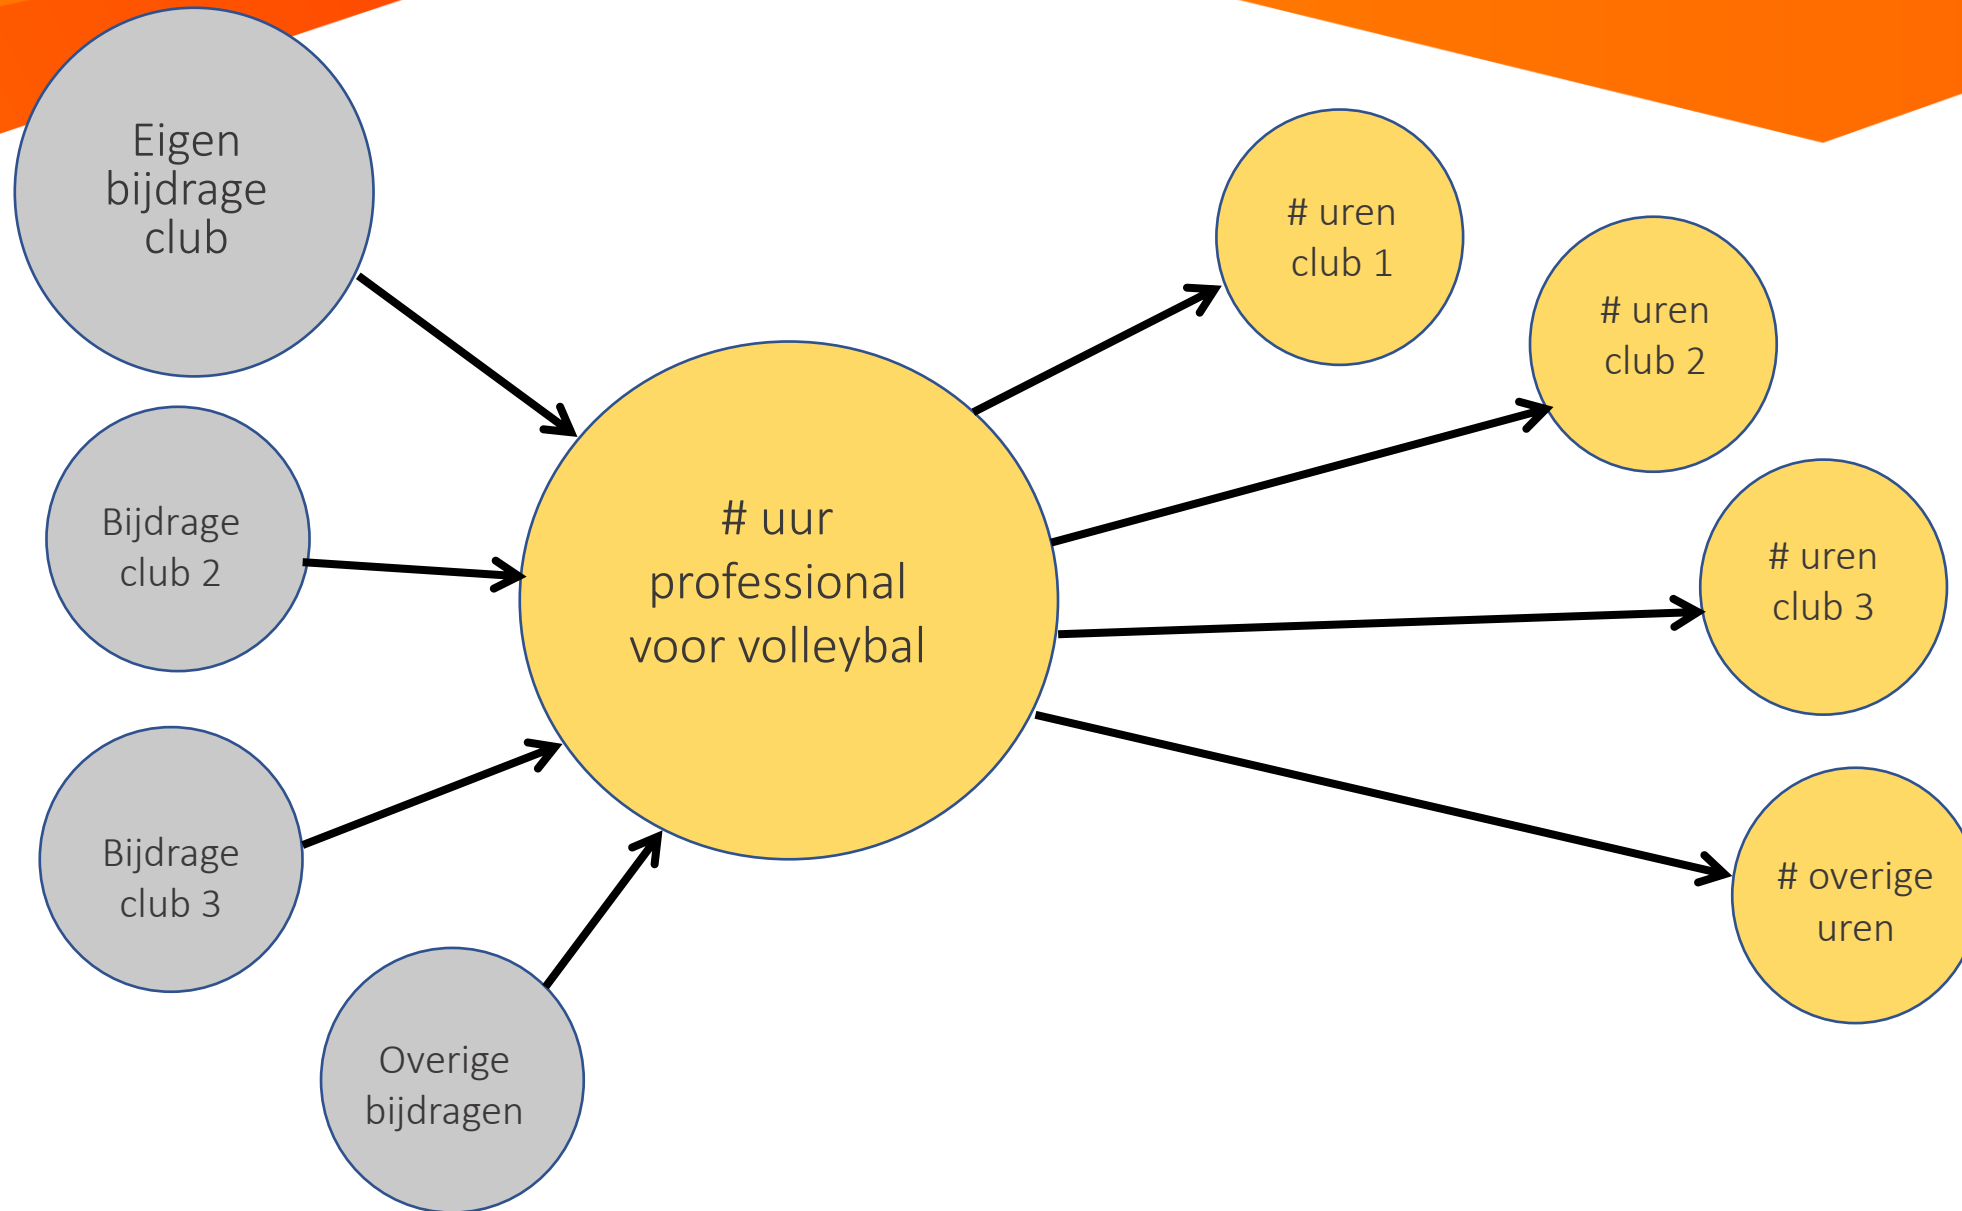 Eigen
bijdrage
club
Bijdrage
club 2
Bijdrage
club 3
Overige
bijdragen
# uur
professional
voor volleybal
# uren
club 1
# uren
club 2
# uren
club 3
# overige
uren